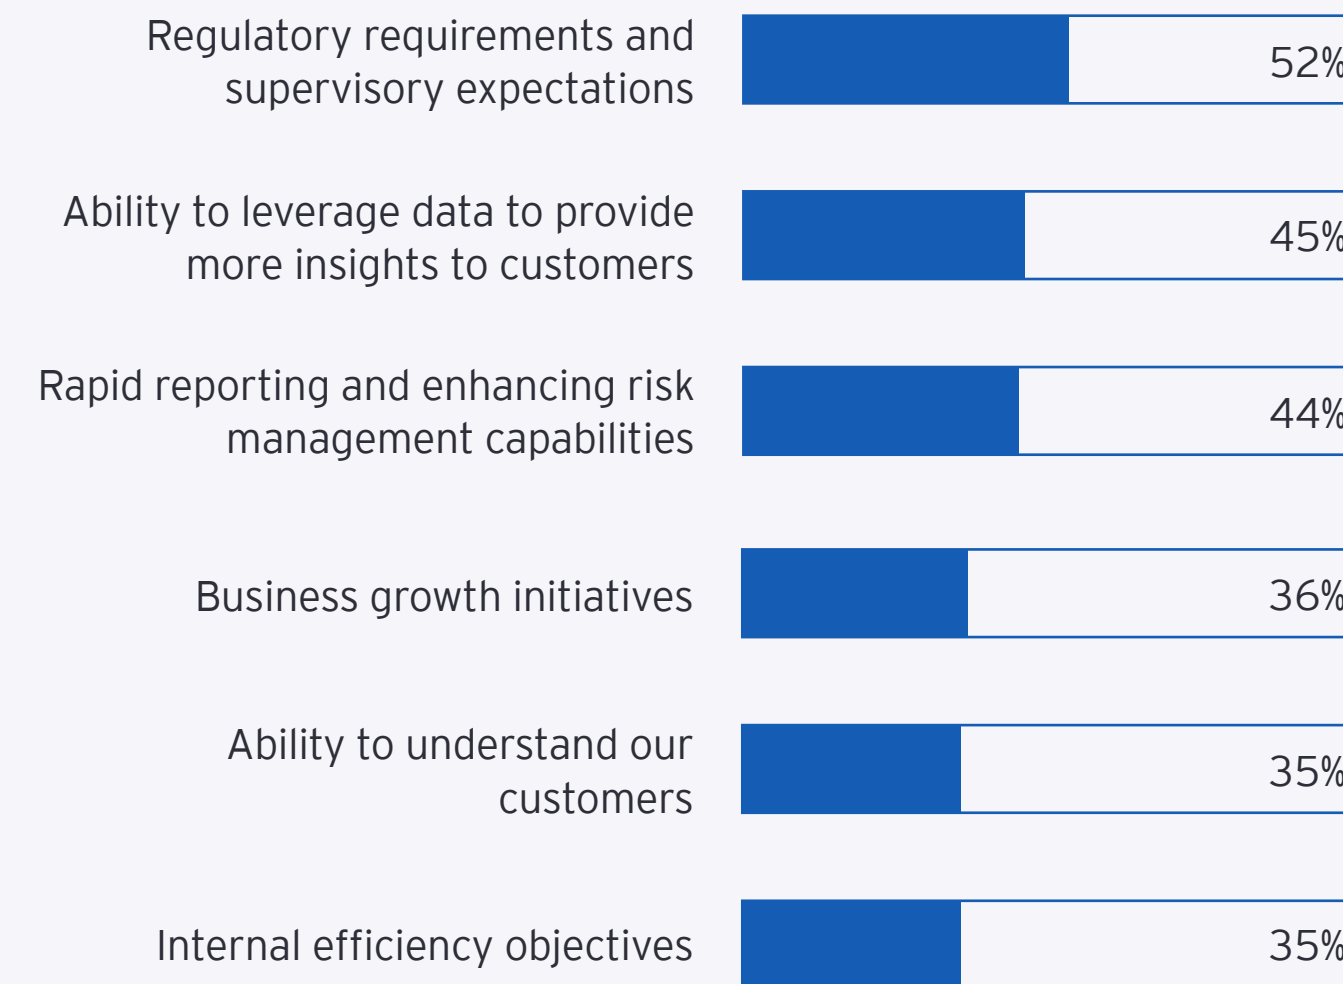 Regulatory requirements and
supervisory expectations
52%
Ability to leverage data to provide
more insights to customers
45%
Rapid reporting and enhancing risk
management capabilities
44%
Business growth initiatives
36%
Ability to understand our
customers
35%
Internal efficiency objectives
35%